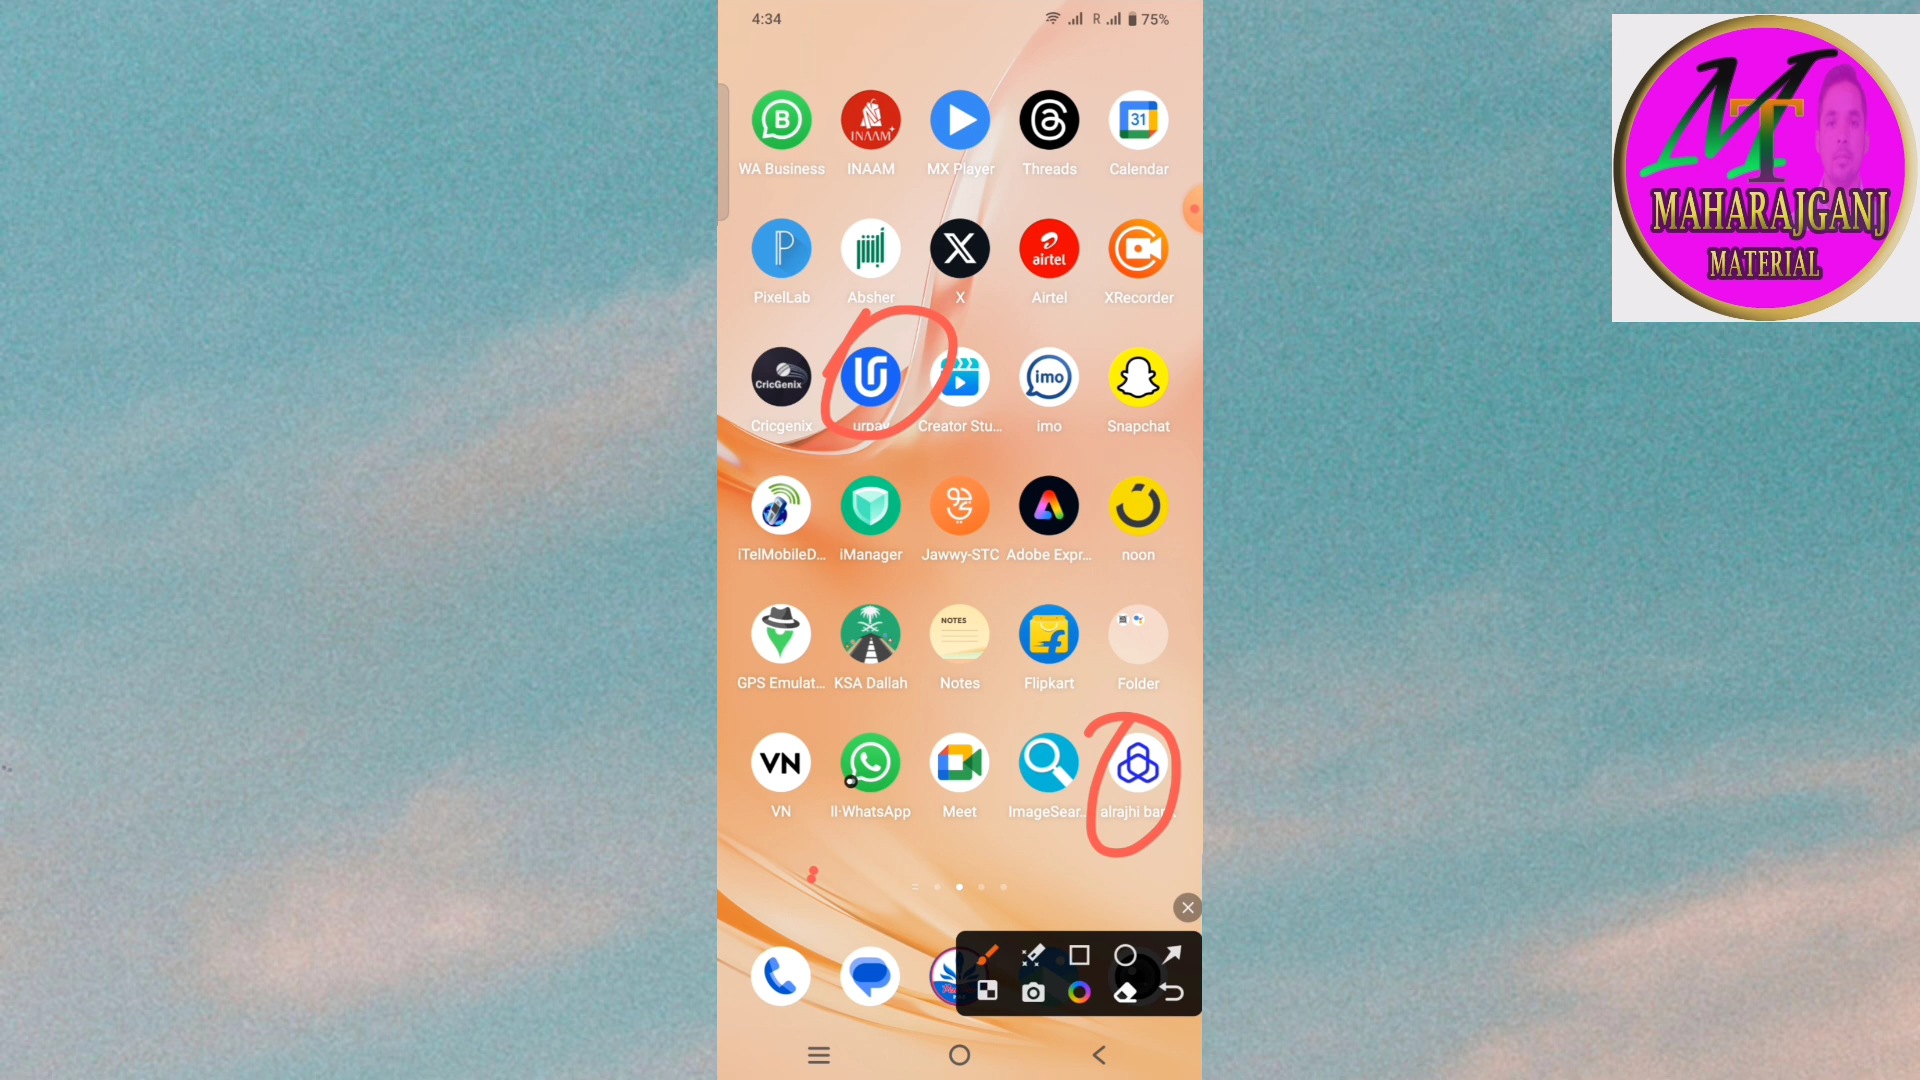 4:34
R 75%
MAHARAJGANJ
MATERIAL
B INAAM 31
WA Business INAAM MX Player Threads Calendar
airtel
PixelLab Absher X Airtel XRecorder
CricGenix imo
Cricgenix urpay Creator Stu... imo Snapchat
iTelMobileD... iManager Jawwy-STC Adobe Expr... noon
NOTES
GPS Emulat... KSA Dallah Notes Flipkart Folder
VN
VN II-WhatsApp Meet ImageSear.. alrajhi ban